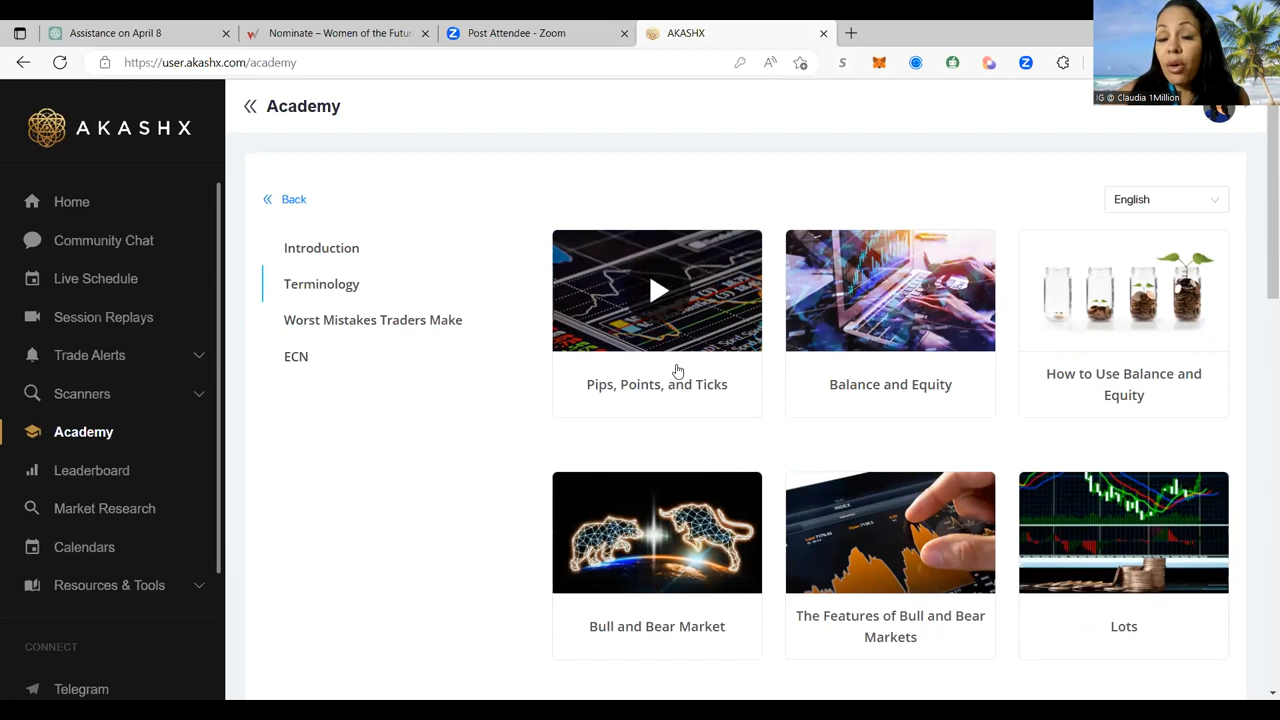 Assistance on April 8
Nominate – Women of the Futur
Post Attendee - Zoom
AKASHX
https://user.akashx.com/academy
IG @ Claudia 1Million
AKASHX
Academy
Home
Community Chat
Live Schedule
Session Replays
Trade Alerts
Scanners
Academy
Leaderboard
Market Research
Calendars
Resources & Tools
CONNECT
Telegram
Back
English
Introduction
Terminology
Worst Mistakes Traders Make
ECN
Pips, Points, and Ticks
Balance and Equity
How to Use Balance and
Equity
Bull and Bear Market
The Features of Bull and Bear
Markets
Lots